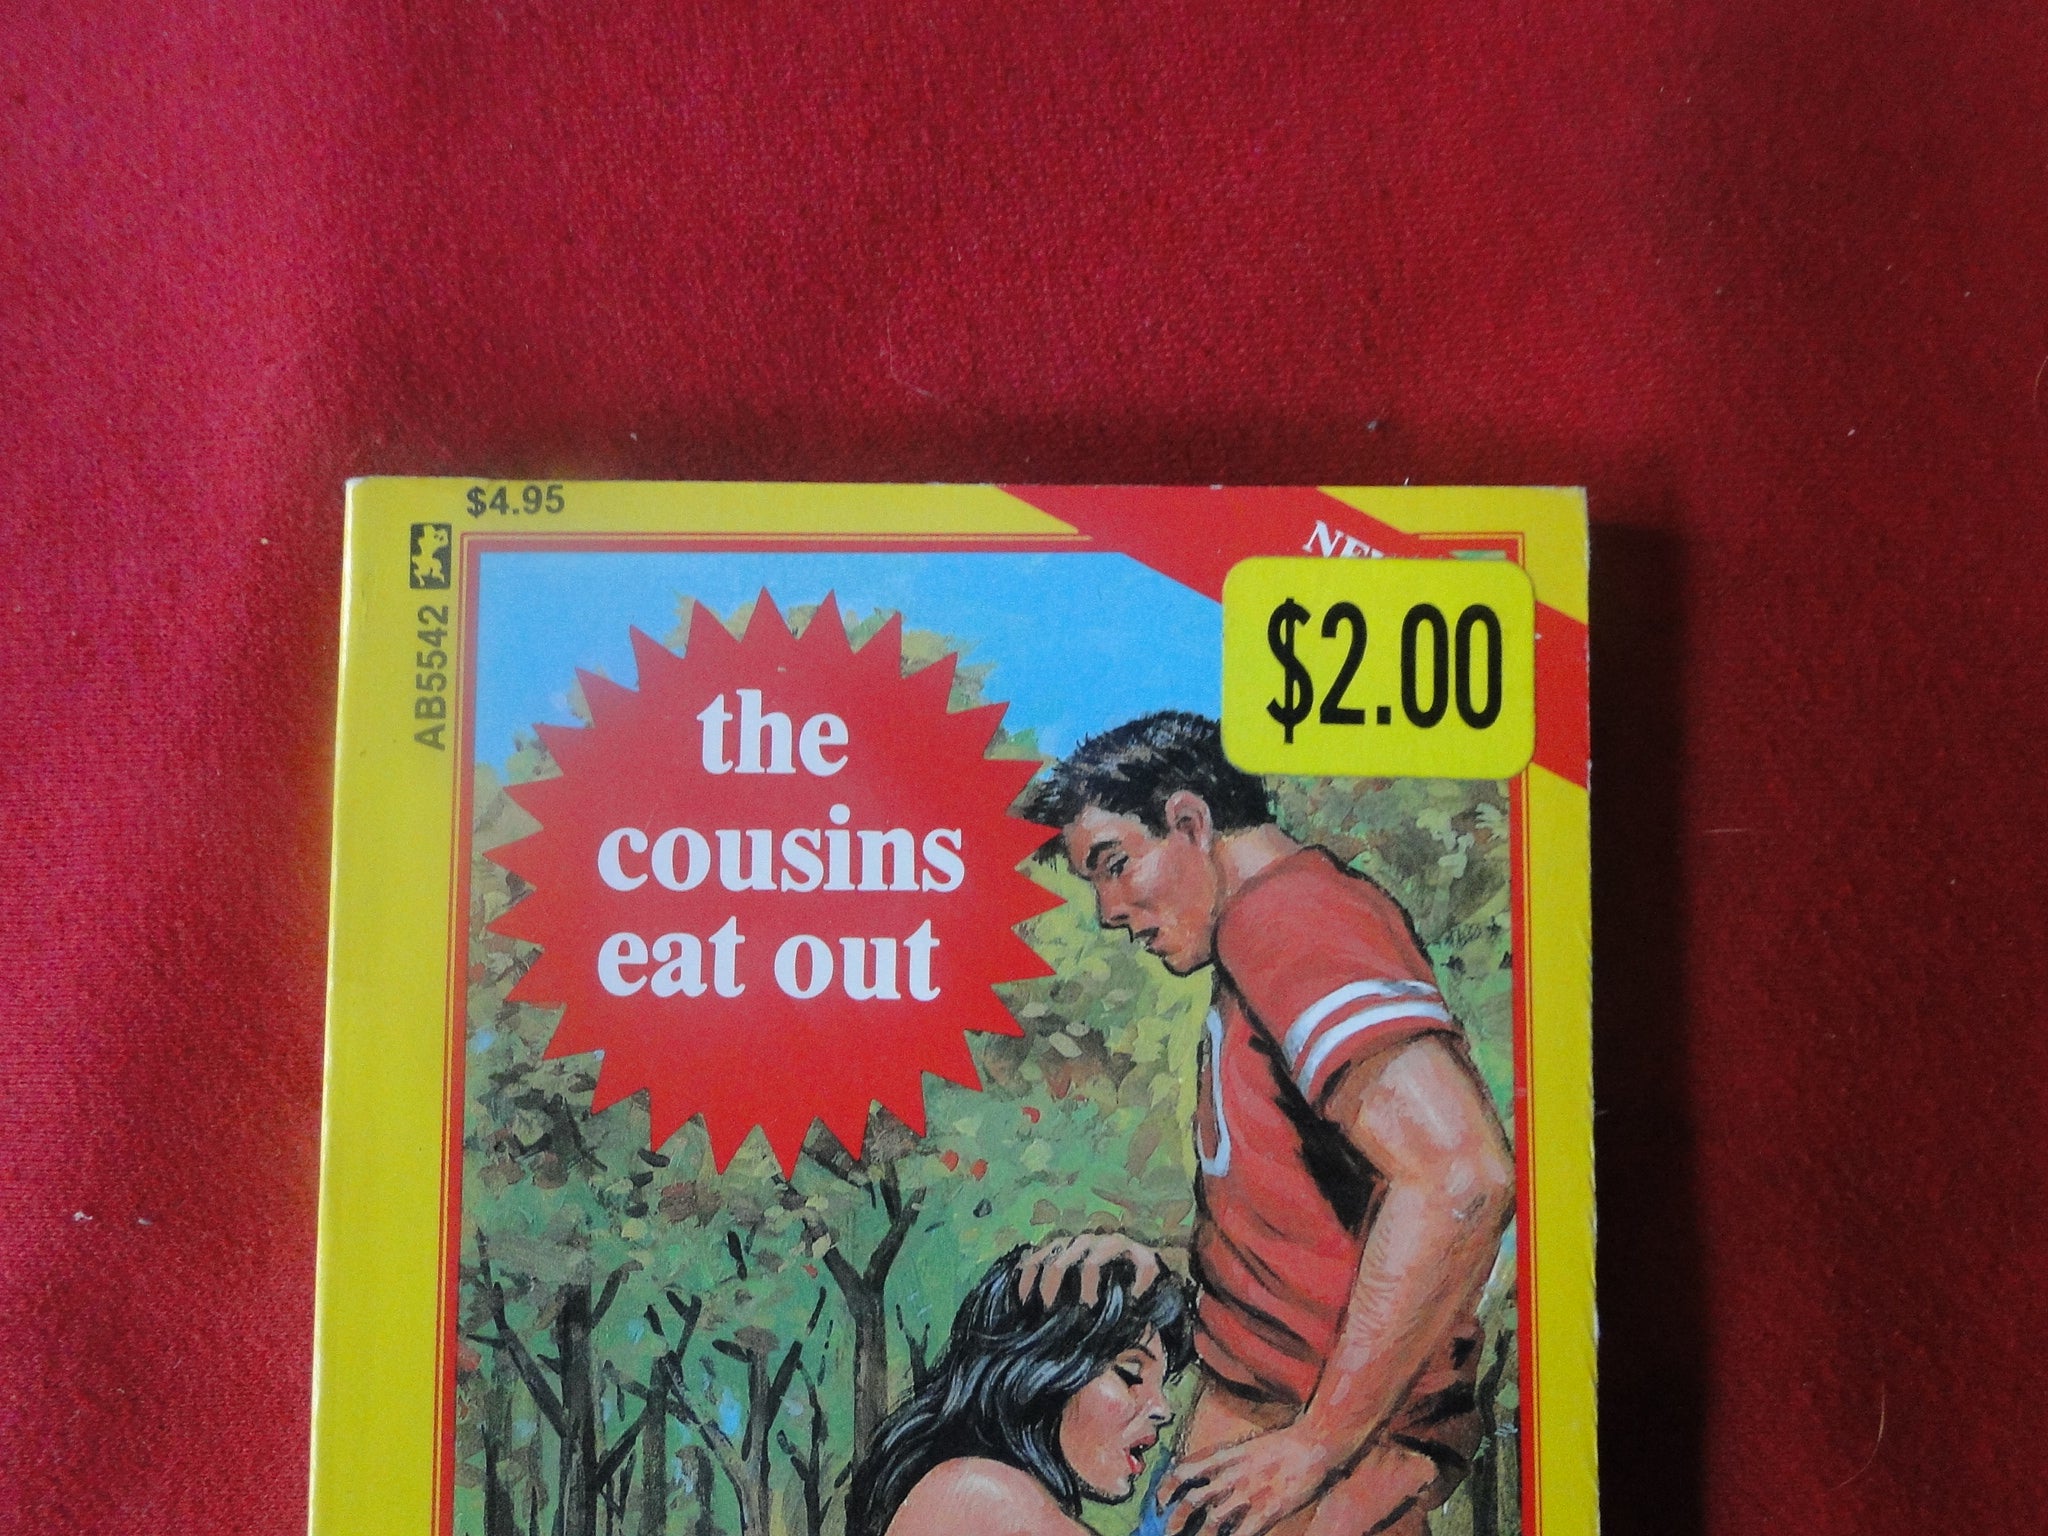 $4.95
AB5542
$2.00
the
cousins
eat out